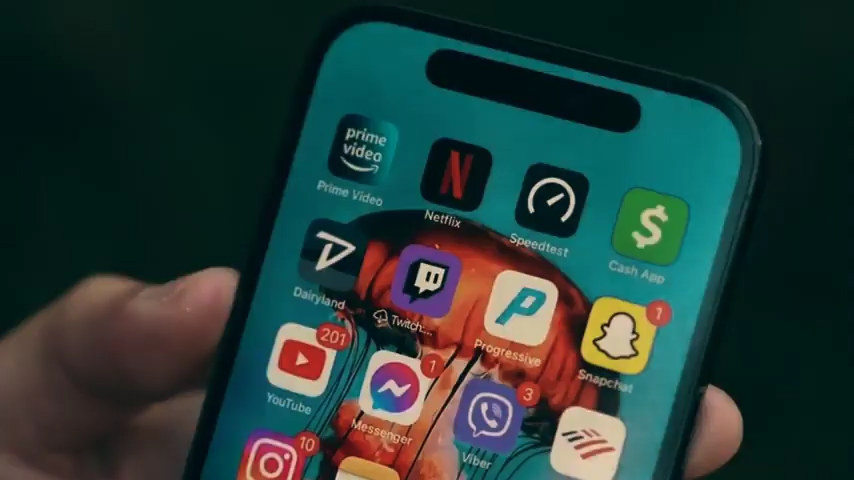 prime
video
Prime Video
Netflix
Speedtest
$
Cash App
Dairyland
Twitch...
Progressive
1
Snapchat
201
YouTube
1
Messenger
3
Viber
10